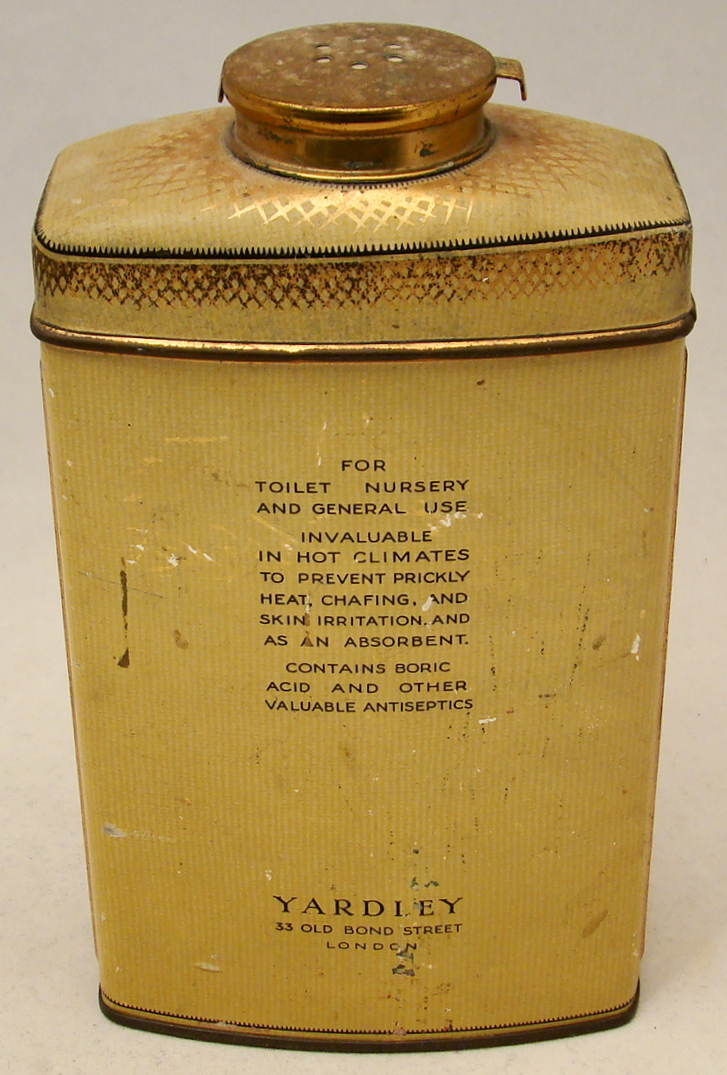 FOR
TOILET NURSERY
AND GENERAL USE
INVALUABLE
IN HOT CLIMATES
TO PREVENT PRICKLY
HEAT, CHAFING, AND
SKIN IRRITATION. AND
AS AN ABSORBENT.
CONTAINS BORIC
ACID AND OTHER
VALUABLE ANTISEPTICS
YARDLEY
33 OLD BOND STREET
LONDON